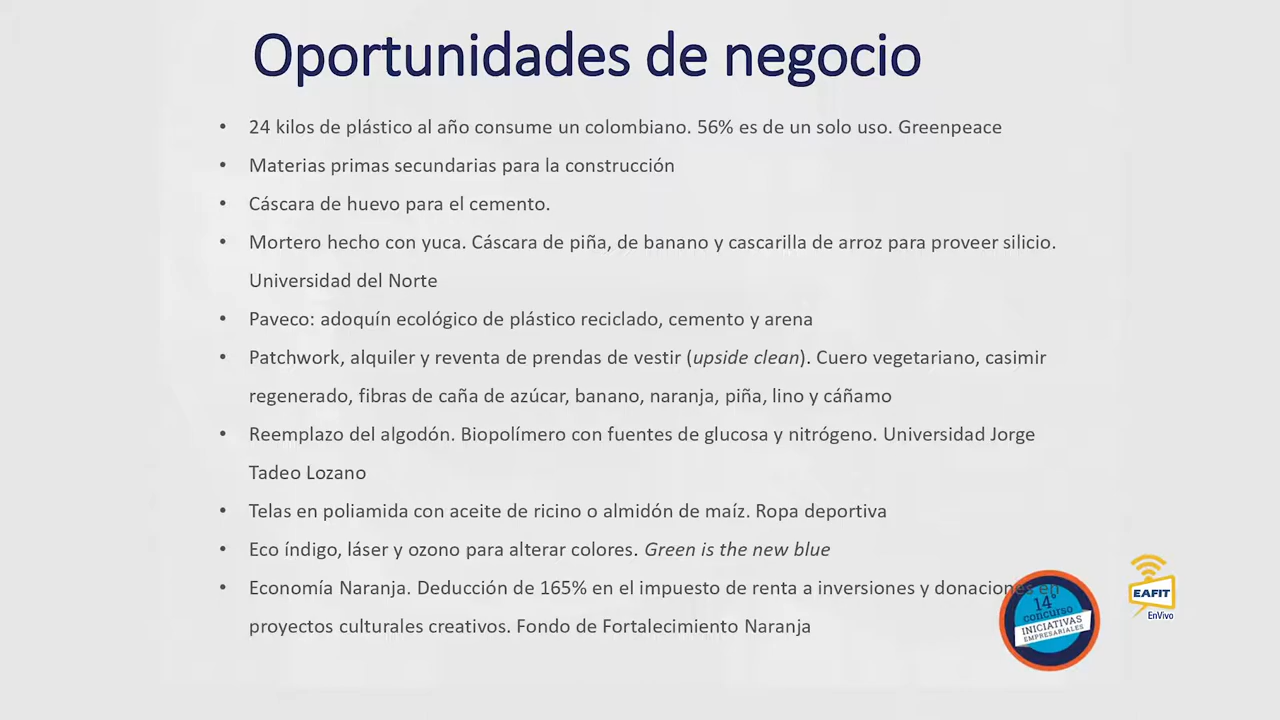 Oportunidades de negocio
• 24 kilos de plástico al año consume un colombiano. 56% es de un solo uso. Greenpeace
• Materias primas secundarias para la construcción
• Cáscara de huevo para el cemento.
• Mortero hecho con yuca. Cáscara de piña, de banano y cascarilla de arroz para proveer silicio.
Universidad del Norte
• Paveco: adoquín ecológico de plástico reciclado, cemento y arena
• Patchwork, alquiler y reventa de prendas de vestir (upside clean). Cuero vegetariano, casimir
regenerado, fibras de caña de azúcar, banano, naranja, piña, lino y cáñamo
• Reemplazo del algodón. Biopolímero con fuentes de glucosa y nitrógeno. Universidad Jorge
Tadeo Lozano
• Telas en poliamida con aceite de ricino o almidón de maíz. Ropa deportiva
• Eco índigo, láser y ozono para alterar colores. Green is the new blue
• Economía Naranja. Deducción de 165% en el impuesto de renta a inversiones y donaciones en
proyectos culturales creativos. Fondo de Fortalecimiento Naranja
14°
concurso
INICIATIVAS
EMPRESARIALES
EAFIT
EnVivo